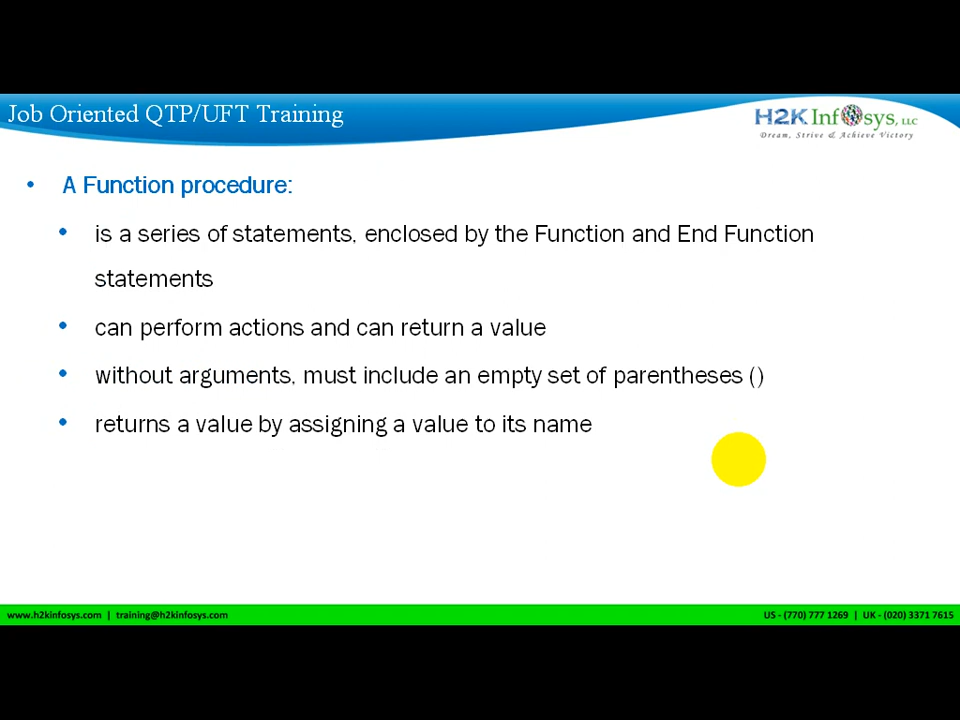 Job Oriented QTP/UFT Training
H2K Infosys, LLC
Dream, Strive & Achieve Victory
• A Function procedure:
• is a series of statements, enclosed by the Function and End Function
statements
• can perform actions and can return a value
• without arguments, must include an empty set of parentheses ()
• returns a value by assigning a value to its name
www.h2kinfosys.com | training@h2kinfosys.com
US - (770) 777 1269 | UK - (020) 3371 7615